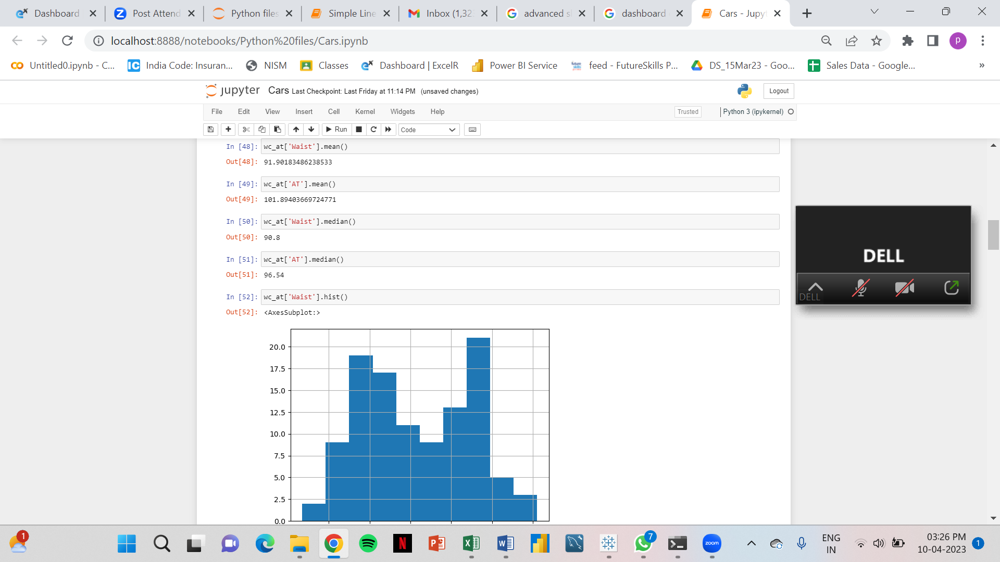 Dashboard
Post Attend
Python files
Simple Line
Inbox (1,32
advanced s
dashboard
Cars - Jupyt
localhost:8888/notebooks/Python%20files/Cars.ipynb
p
Untitled0.ipynb - C...
India Code: Insuran...
NISM
Classes
Dashboard | ExcelR
Power BI Service
feed - FutureSkills P...
DS_15Mar23 - Goo...
Sales Data - Google...
»
jupyter
Cars Last Checkpoint: Last Friday at 11:14 PM (unsaved changes)
Logout
File Edit View Insert Cell Kernel Widgets Help
Trusted
Python 3 (ipykernel)
Run
Code
In [48]: wc_at['Waist'].mean()
Out[48]: 91.90183486238533
In [49]: wc_at['AT'].mean()
Out[49]: 101.89403669724771
In [50]: wc_at['Waist'].median()
Out[50]: 90.8
In [51]: wc_at['AT'].median()
Out[51]: 96.54
In [52]: wc_at['Waist'].hist()
Out[52]: <AxesSubplot:>
20.0
17.5
15.0
12.5
10.0
7.5
5.0
2.5
0.0
DELL
DELL
1
7
zoom
ENG
IN
03:26 PM
10-04-2023
1